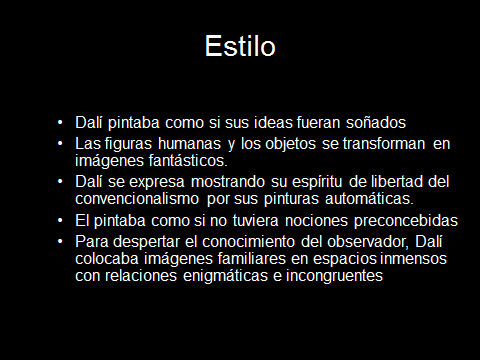 Estilo
• Dalí pintaba como si sus ideas fueran soñados
• Las figuras humanas y los objetos se transforman en
imágenes fantásticos.
• Dalí se expresa mostrando su espíritu de libertad del
convencionalismo por sus pinturas automáticas.
• El pintaba como si no tuviera nociones preconcebidas
• Para despertar el conocimiento del observador, Dalí
colocaba imágenes familiares en espacios inmensos
con relaciones enigmáticas e incongruentes